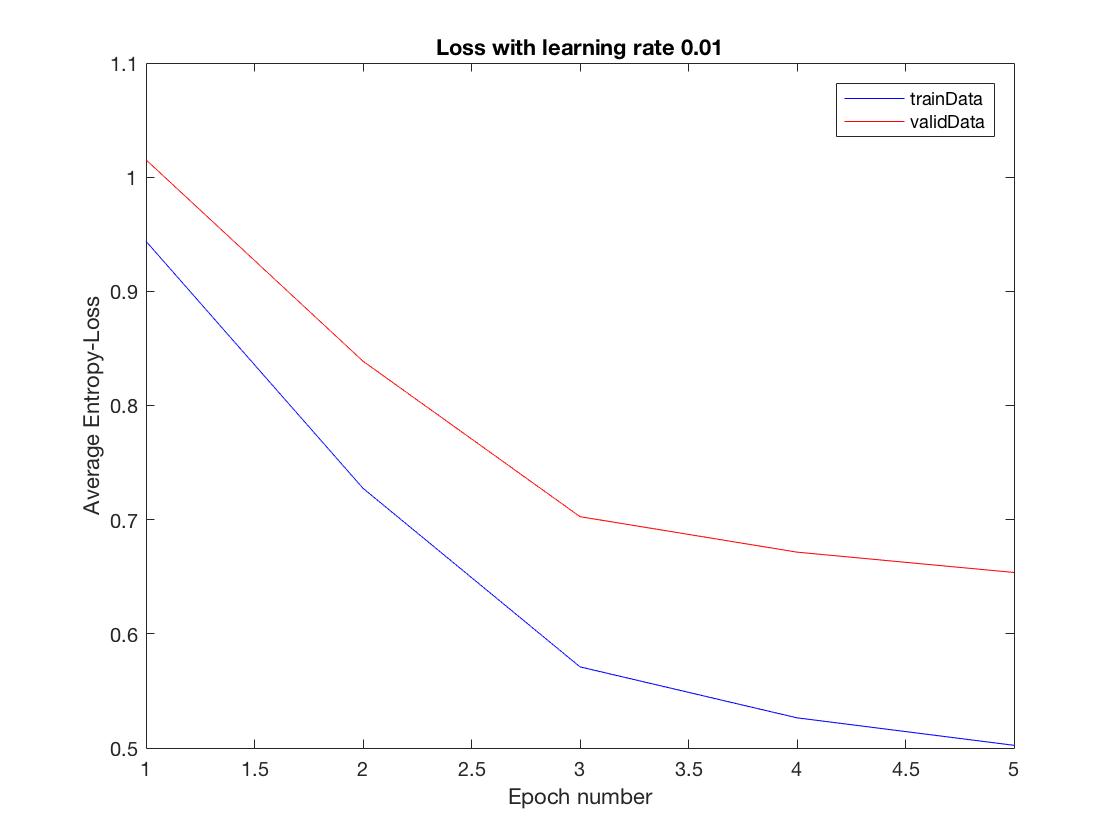 Loss with learning rate 0.01
1.1
1
0.9
0.8
0.7
0.6
0.5
Average Entropy-Loss
trainData
validData
1 1.5 2 2.5 3 3.5 4 4.5 5
Epoch number